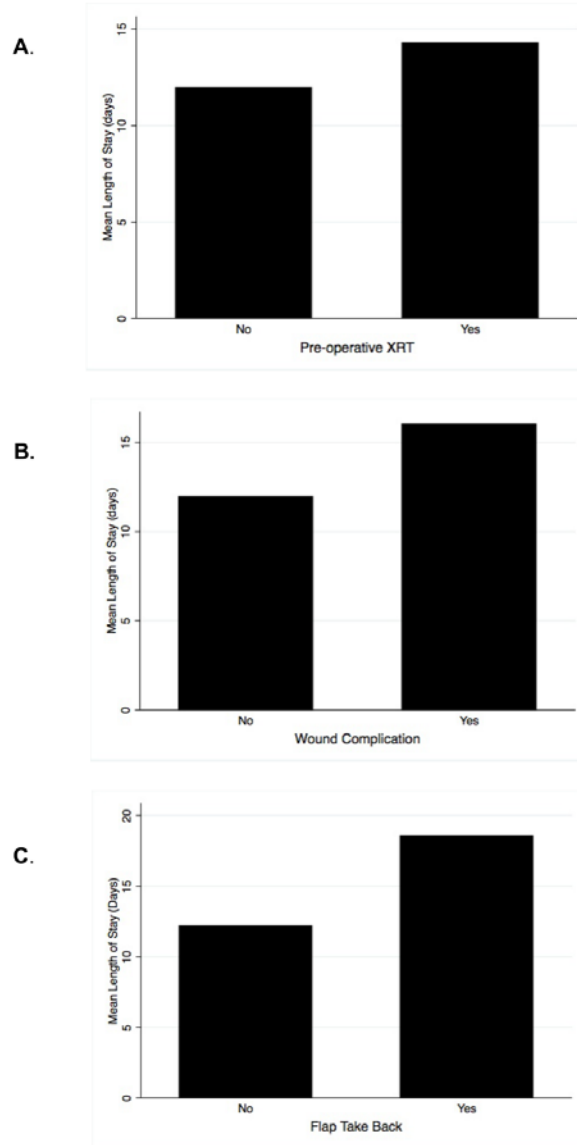 A.
Mean Length of Stay (days)
15
10
5
0
No Yes
Pre-operative XRT
B.
Mean Length of Stay (days)
15
10
5
0
No Yes
Wound Complication
C.
Mean Length of Stay (Days)
20
15
10
5
0
No Yes
Flap Take Back